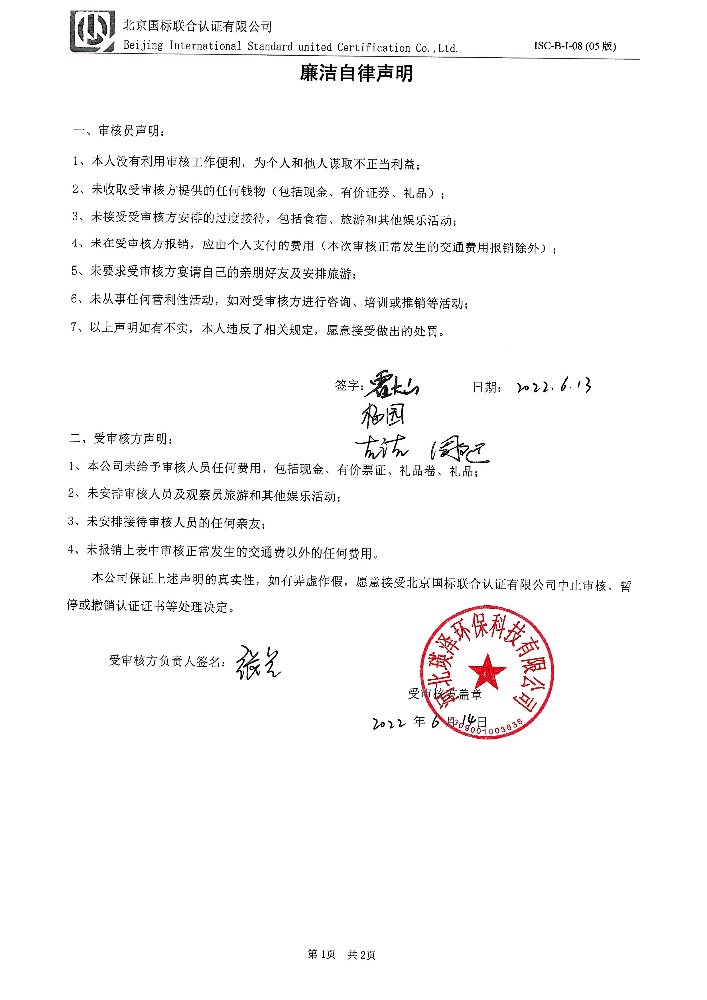 北京国标联合认证有限公司
Beijing International Standard united Certification Co.,Ltd.
ISC-B-I-08 (05 版)
廉洁自律声明
一、审核员声明：
1、本人没有利用审核工作便利，为个人和他人谋取不正当利益；
2、未收取受审核方提供的任何钱物（包括现金、有价证券、礼品）；
3、未接受受审核方安排的过度接待，包括食宿、旅游和其他娱乐活动；
4、未在受审核方报销，应由个人支付的费用（本次审核正常发生的交通费用报销除外）；
5、未要求受审核方宴请自己的亲朋好友及安排旅游；
6、未从事任何营利性活动，如对受审核方进行咨询、培训或推销等活动；
7、以上声明如有不实，本人违反了相关规定，愿意接受做出的处罚。
签字：霍大山 日期： 2022.6.13
杨园
二、受审核方声明：
1、本公司未给予审核人员任何费用，包括现金、有价票证、礼品卷、礼品；
2、未安排审核人员及观察员旅游和其他娱乐活动；
3、未安排接待审核人员的任何亲友；
4、未报销上表中审核正常发生的交通费以外的任何费用。
本公司保证上述声明的真实性，如有弄虚作假，愿意接受北京国标联合认证有限公司中止审核、暂
停或撤销认证证书等处理决定。
受审核方负责人签名：
河北瑛泽环保科技有限公司
受审核方盖章
2022 年 6 月 14 日
1309001003638
第 1页 共 2页